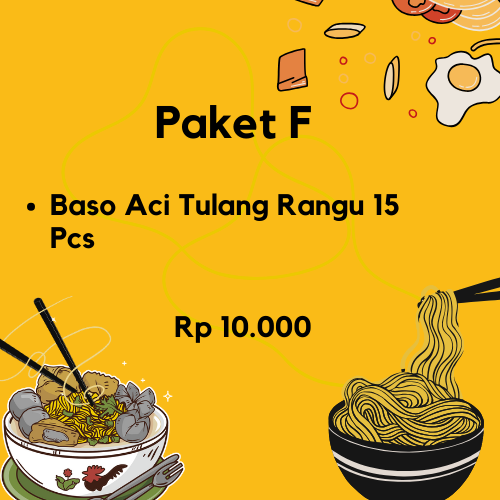 Paket F
• Baso Aci Tulang Rangu 15
Pcs
Rp 10.000